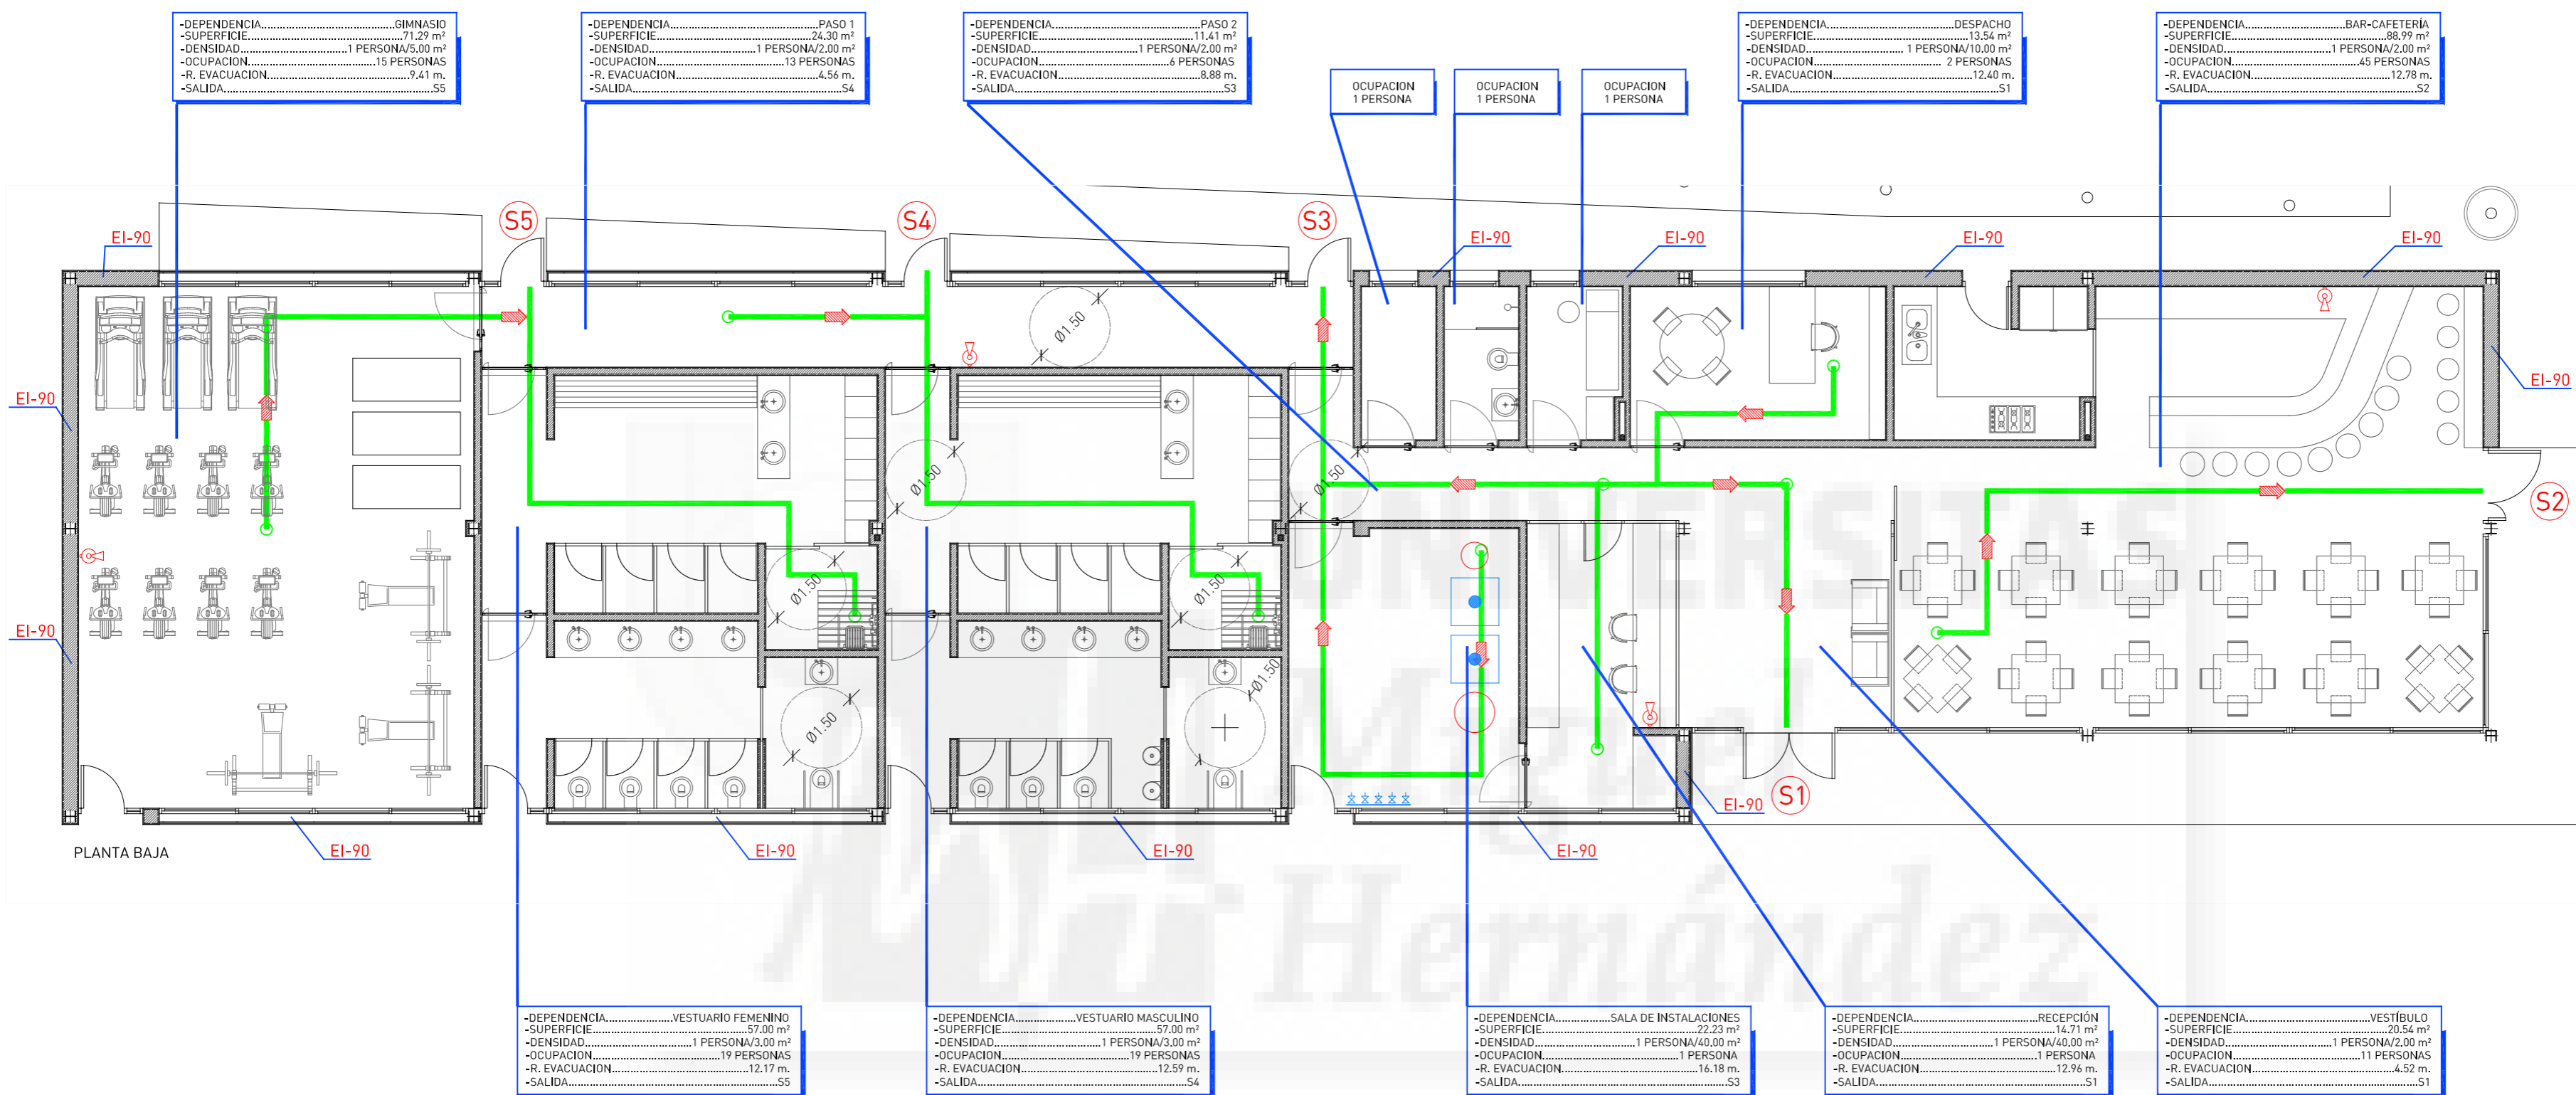 -DEPENDENCIA..............................GIMNASIO
-SUPERFICIE..............................71.29 m²
-DENSIDAD....................1 PERSONA/5.00 m²
-OCUPACION.........................15 PERSONAS
-R. EVACUACION................................9.41 m.
-SALIDA..........................................S5
-DEPENDENCIA..............................PASO 1
-SUPERFICIE..............................24.30 m²
-DENSIDAD....................1 PERSONA/2.00 m²
-OCUPACION.........................13 PERSONAS
-R. EVACUACION................................4.56 m.
-SALIDA..........................................S4
-DEPENDENCIA..............................PASO 2
-SUPERFICIE..............................11.41 m²
-DENSIDAD....................1 PERSONA/2.00 m²
-OCUPACION.........................6 PERSONAS
-R. EVACUACION................................8.88 m.
-SALIDA..........................................S3
OCUPACION
1 PERSONA
OCUPACION
1 PERSONA
OCUPACION
1 PERSONA
-DEPENDENCIA..............................DESPACHO
-SUPERFICIE..............................13.54 m²
-DENSIDAD.................... 1 PERSONA/10.00 m²
-OCUPACION......................... 2 PERSONAS
-R. EVACUACION................................12.40 m.
-SALIDA..........................................S1
-DEPENDENCIA....................BAR-CAFETERÍA
-SUPERFICIE..............................88.99 m²
-DENSIDAD....................1 PERSONA/2.00 m²
-OCUPACION.........................45 PERSONAS
-R. EVACUACION................................12.78 m.
-SALIDA..........................................S2
S5
S4
S3
EI-90
EI-90
EI-90
EI-90
EI-90
Ø1.50
EI-90
EI-90
Ø1.50
Ø1.50
S2
Ø1.50
Ø1.50
EI-90
Ø1.50
Ø1.50
Ø1.50
UNIVERSITAS
Miguel
Hernández
EI-90
S1
PLANTA BAJA
EI-90
EI-90
EI-90
EI-90
-DEPENDENCIA....................VESTUARIO FEMENINO
-SUPERFICIE..............................57.00 m²
-DENSIDAD....................1 PERSONA/3,00 m²
-OCUPACION.........................19 PERSONAS
-R. EVACUACION................................12.17 m.
-SALIDA..........................................S5
-DEPENDENCIA................VESTUARIO MASCULINO
-SUPERFICIE..............................57.00 m²
-DENSIDAD....................1 PERSONA/3,00 m²
-OCUPACION.........................19 PERSONAS
-R. EVACUACION................................12.59 m.
-SALIDA..........................................S4
-DEPENDENCIA................SALA DE INSTALACIONES
-SUPERFICIE..............................22.23 m²
-DENSIDAD....................1 PERSONA/40,00 m²
-OCUPACION.........................1 PERSONA
-R. EVACUACION................................16.18 m.
-SALIDA..........................................S3
-DEPENDENCIA..............................RECEPCIÓN
-SUPERFICIE..............................14.71 m²
-DENSIDAD....................1 PERSONA/40.00 m²
-OCUPACION.........................1 PERSONA
-R. EVACUACION................................12.96 m.
-SALIDA..........................................S1
-DEPENDENCIA..............................VESTÍBULO
-SUPERFICIE..............................20.54 m²
-DENSIDAD....................1 PERSONA/2,00 m²
-OCUPACION.........................11 PERSONAS
-R. EVACUACION................................4.52 m.
-SALIDA..........................................S1